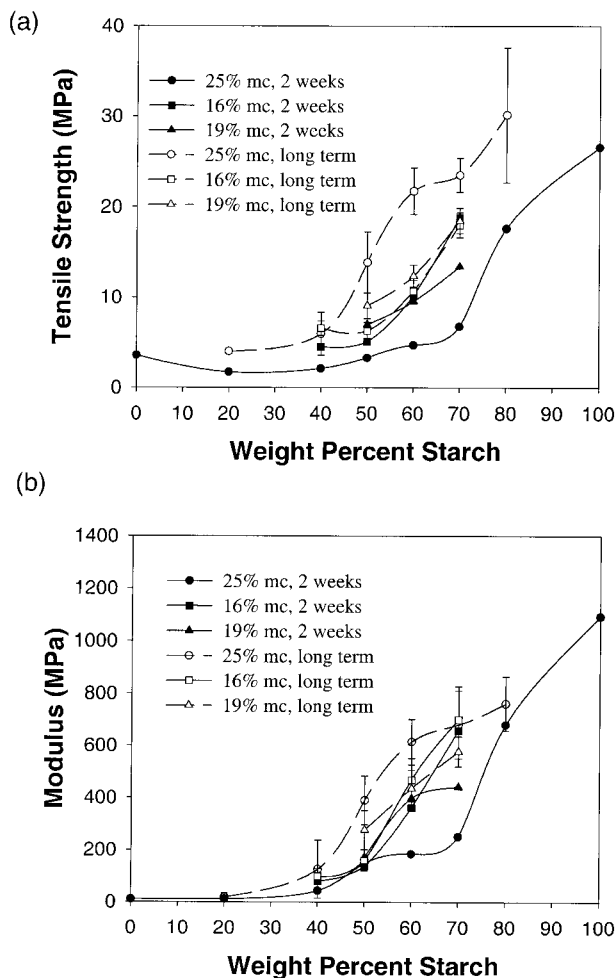 (a)
40
30
20
10
0
Tensile Strength (MPa)
25% mc, 2 weeks
16% mc, 2 weeks
19% mc, 2 weeks
25% mc, long term
16% mc, long term
19% mc, long term
0 10 20 30 40 50 60 70 80 90 100
Weight Percent Starch
(b)
1400
1200
1000
800
600
400
200
0
Modulus (MPa)
25% mc, 2 weeks
16% mc, 2 weeks
19% mc, 2 weeks
25% mc, long term
16% mc, long term
19% mc, long term
0 10 20 30 40 50 60 70 80 90 100
Weight Percent Starch